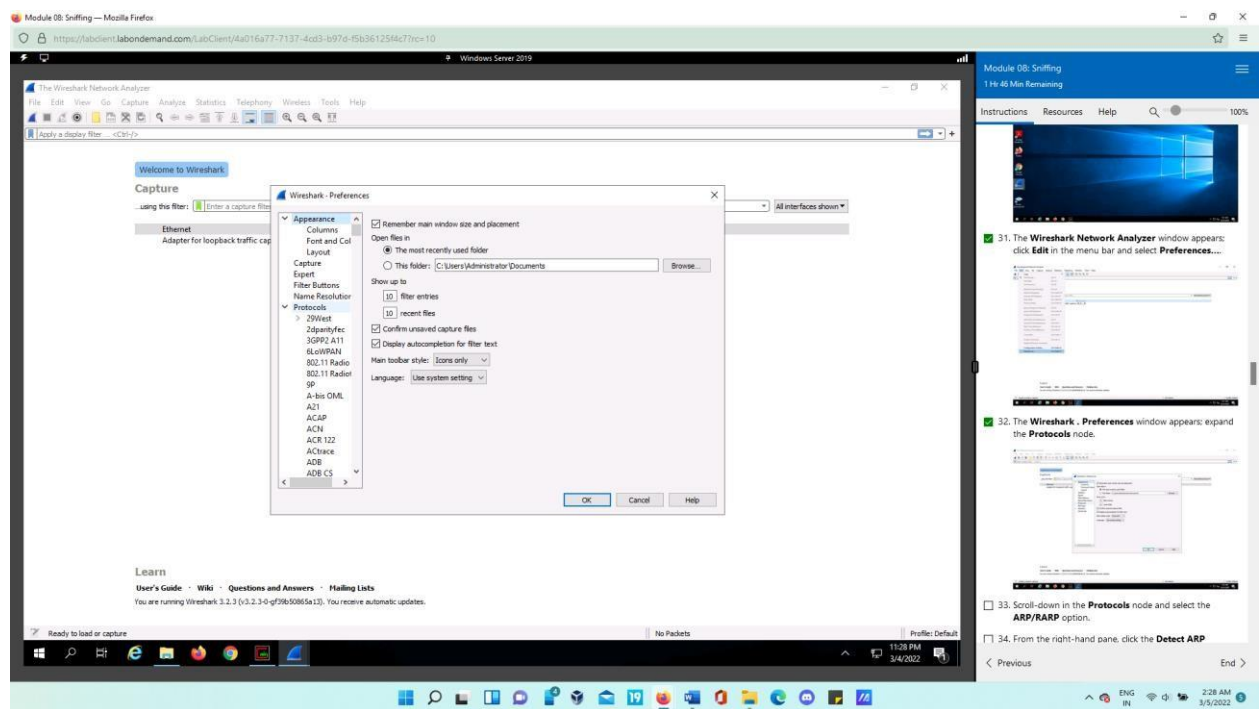 Module 08: Sniffing — Mozilla Firefox
https://labclient.labondemand.com/LabClient/4a016a77-7137-4cd3-b97d-f5b36125f4c7?rc=10
Windows Server 2019
The Wireshark Network Analyzer
File Edit View Go Capture Analyze Statistics Telephony Wireless Tools Help
Apply a display filter ... <Ctrl-/>
Welcome to Wireshark
Capture
...using this filter: Enter a capture filter
All interfaces shown
Ethernet
Adapter for loopback traffic cap
Wireshark · Preferences
Appearance
Columns
Font and Col
Layout
Capture
Expert
Filter Buttons
Name Resolution
Protocols
29West
2dparityfec
3GPP2 A11
6LoWPAN
802.11 Radio
802.11 Radiot
9P
A-bis OML
A21
ACAP
ACN
ACR 122
ACtrace
ADB
ADB CS
Remember main window size and placement
Open files in
The most recently used folder
This folder: C:\Users\Administrator\Documents Browse...
Show up to
10 filter entries
10 recent files
Confirm unsaved capture files
Display autocompletion for filter text
Main toolbar style: Icons only
Language: Use system setting
OK Cancel Help
Learn
User's Guide · Wiki · Questions and Answers · Mailing Lists
You are running Wireshark 3.2.3 (v3.2.3-0-gf39b50865a13). You receive automatic updates.
Ready to load or capture No Packets Profile: Default
11:28 PM
3/4/2022
Module 08: Sniffing
1 Hr 46 Min Remaining
Instructions Resources Help 100%
31. The Wireshark Network Analyzer window appears;
click Edit in the menu bar and select Preferences....
32. The Wireshark . Preferences window appears; expand
the Protocols node.
33. Scroll-down in the Protocols node and select the
ARP/RARP option.
34. From the right-hand pane, click the Detect ARP
Previous End
ENG
IN
2:28 AM
3/5/2022